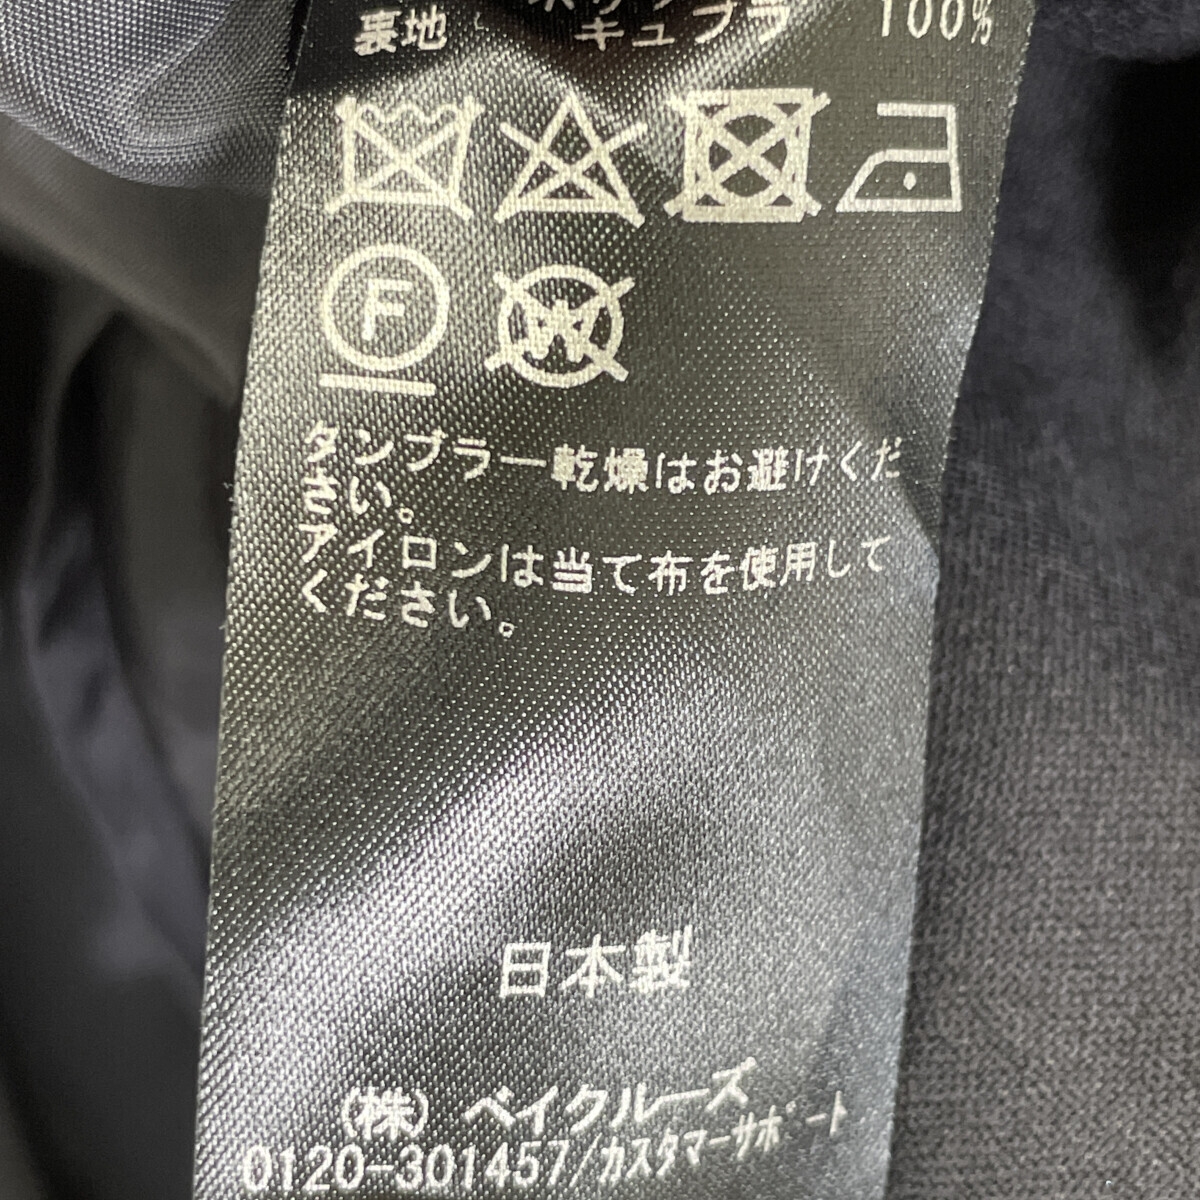 裏地 キュプラ 100%
F
W
タンブラー乾燥はお避けくだ
さい。
アイロンは当て布を使用して
ください。
日本製
(株) ベイクルーズ
0120-301457/カスタマーサポート